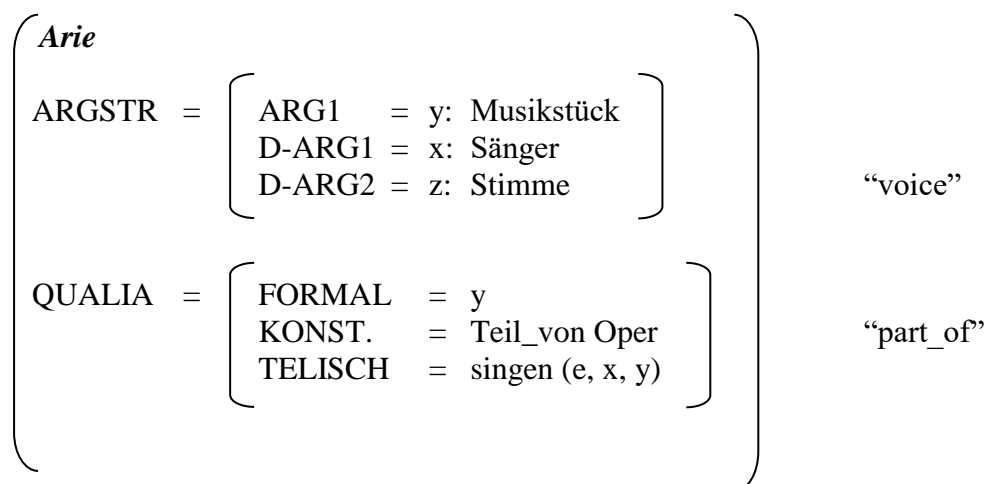 Arie
ARGSTR = ARG1 = y: Musikstück
D-ARG1 = x: Sänger
D-ARG2 = z: Stimme “voice”
QUALIA = FORMAL = y
KONST. = Teil_von Oper “part_of”
TELISCH = singen (e, x, y)